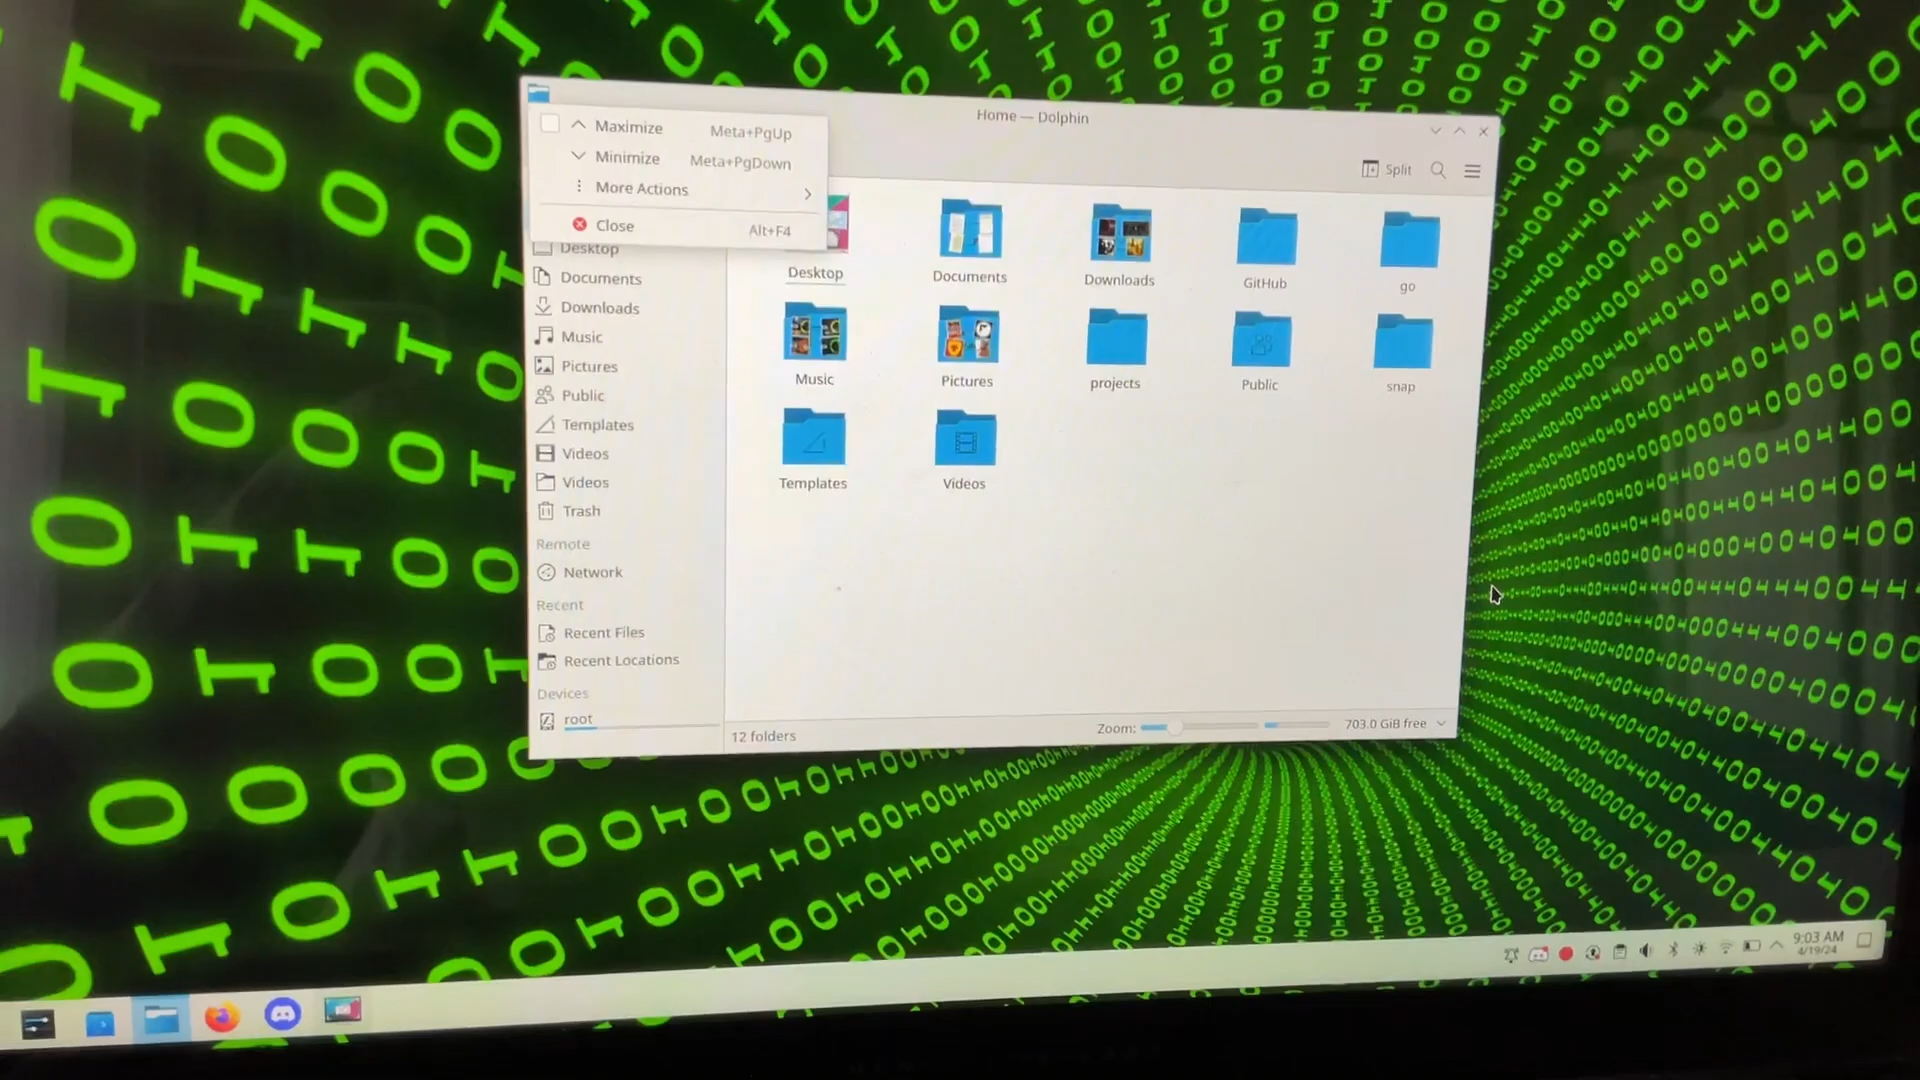 Home — Dolphin
Maximize Meta+PgUp
Minimize Meta+PgDown
More Actions
Close Alt+F4
Split
Desktop
Documents
Downloads
Music
Pictures
Public
Templates
Videos
Videos
Trash
Remote
Network
Recent
Recent Files
Recent Locations
Devices
root
Desktop Documents Downloads GitHub go
Music Pictures projects Public snap
Templates Videos
12 folders Zoom: 703.0 GiB free
9:03 AM
4/19/24